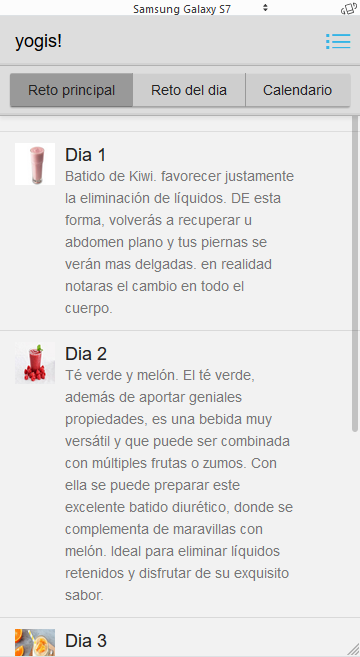 Samsung Galaxy S7
yogis!
Reto principal
Reto del dia
Calendario
Dia 1
Batido de Kiwi. favorecer justamente
la eliminación de líquidos. DE esta
forma, volverás a recuperar u
abdomen plano y tus piernas se
verán mas delgadas. en realidad
notaras el cambio en todo el
cuerpo.
Dia 2
Té verde y melón. El té verde,
además de aportar geniales
propiedades, es una bebida muy
versátil y que puede ser combinada
con múltiples frutas o zumos. Con
ella se puede preparar este
excelente batido diurético, donde se
complementa de maravillas con
melón. Ideal para eliminar líquidos
retenidos y disfrutar de su exquisito
sabor.
Dia 3